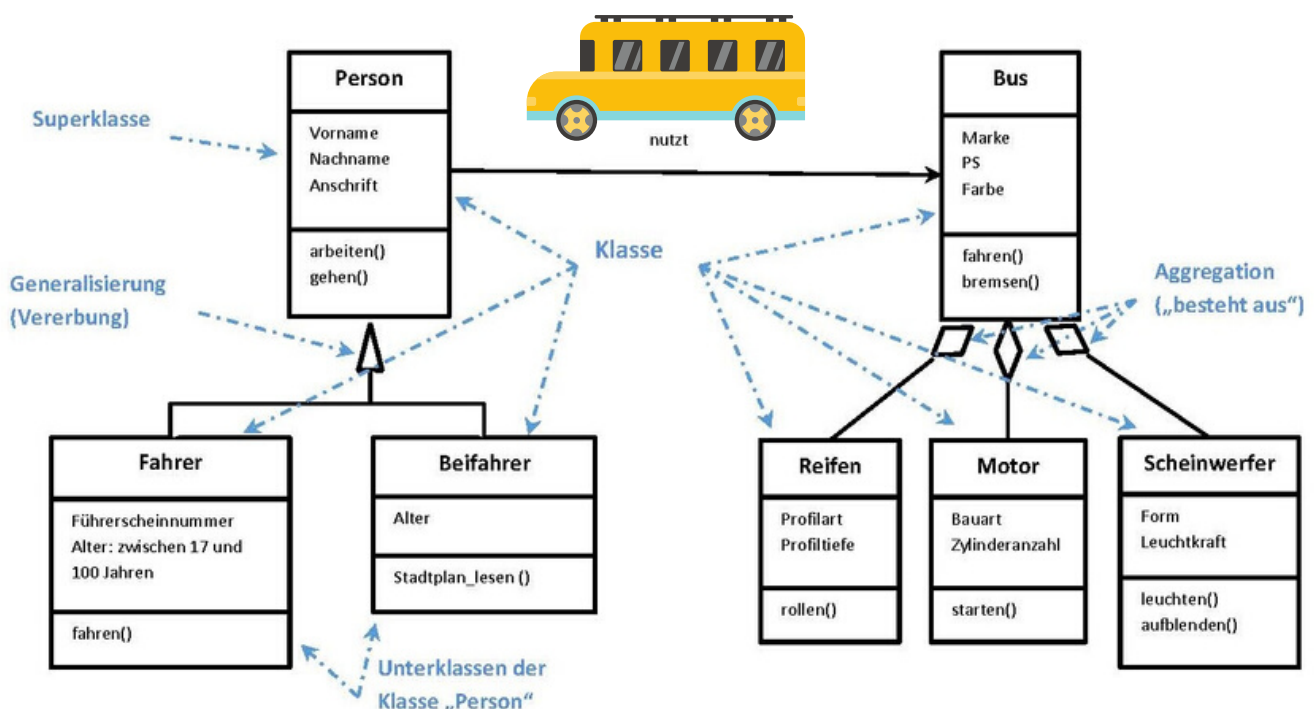 Person
Vorname
Nachname
Anschrift
arbeiten()
gehen()
Superklasse
nutzt
Bus
Marke
PS
Farbe
fahren()
bremsen()
Klasse
Generalisierung
(Vererbung)
Aggregation
(„besteht aus“)
Fahrer
Führerscheinnummer
Alter: zwischen 17 und
100 Jahren
fahren()
Beifahrer
Alter
Stadtplan_lesen ()
Unterklassen der
Klasse „Person“
Reifen
Profilart
Profiltiefe
rollen()
Motor
Bauart
Zylinderanzahl
starten()
Scheinwerfer
Form
Leuchtkraft
leuchten()
aufblenden()